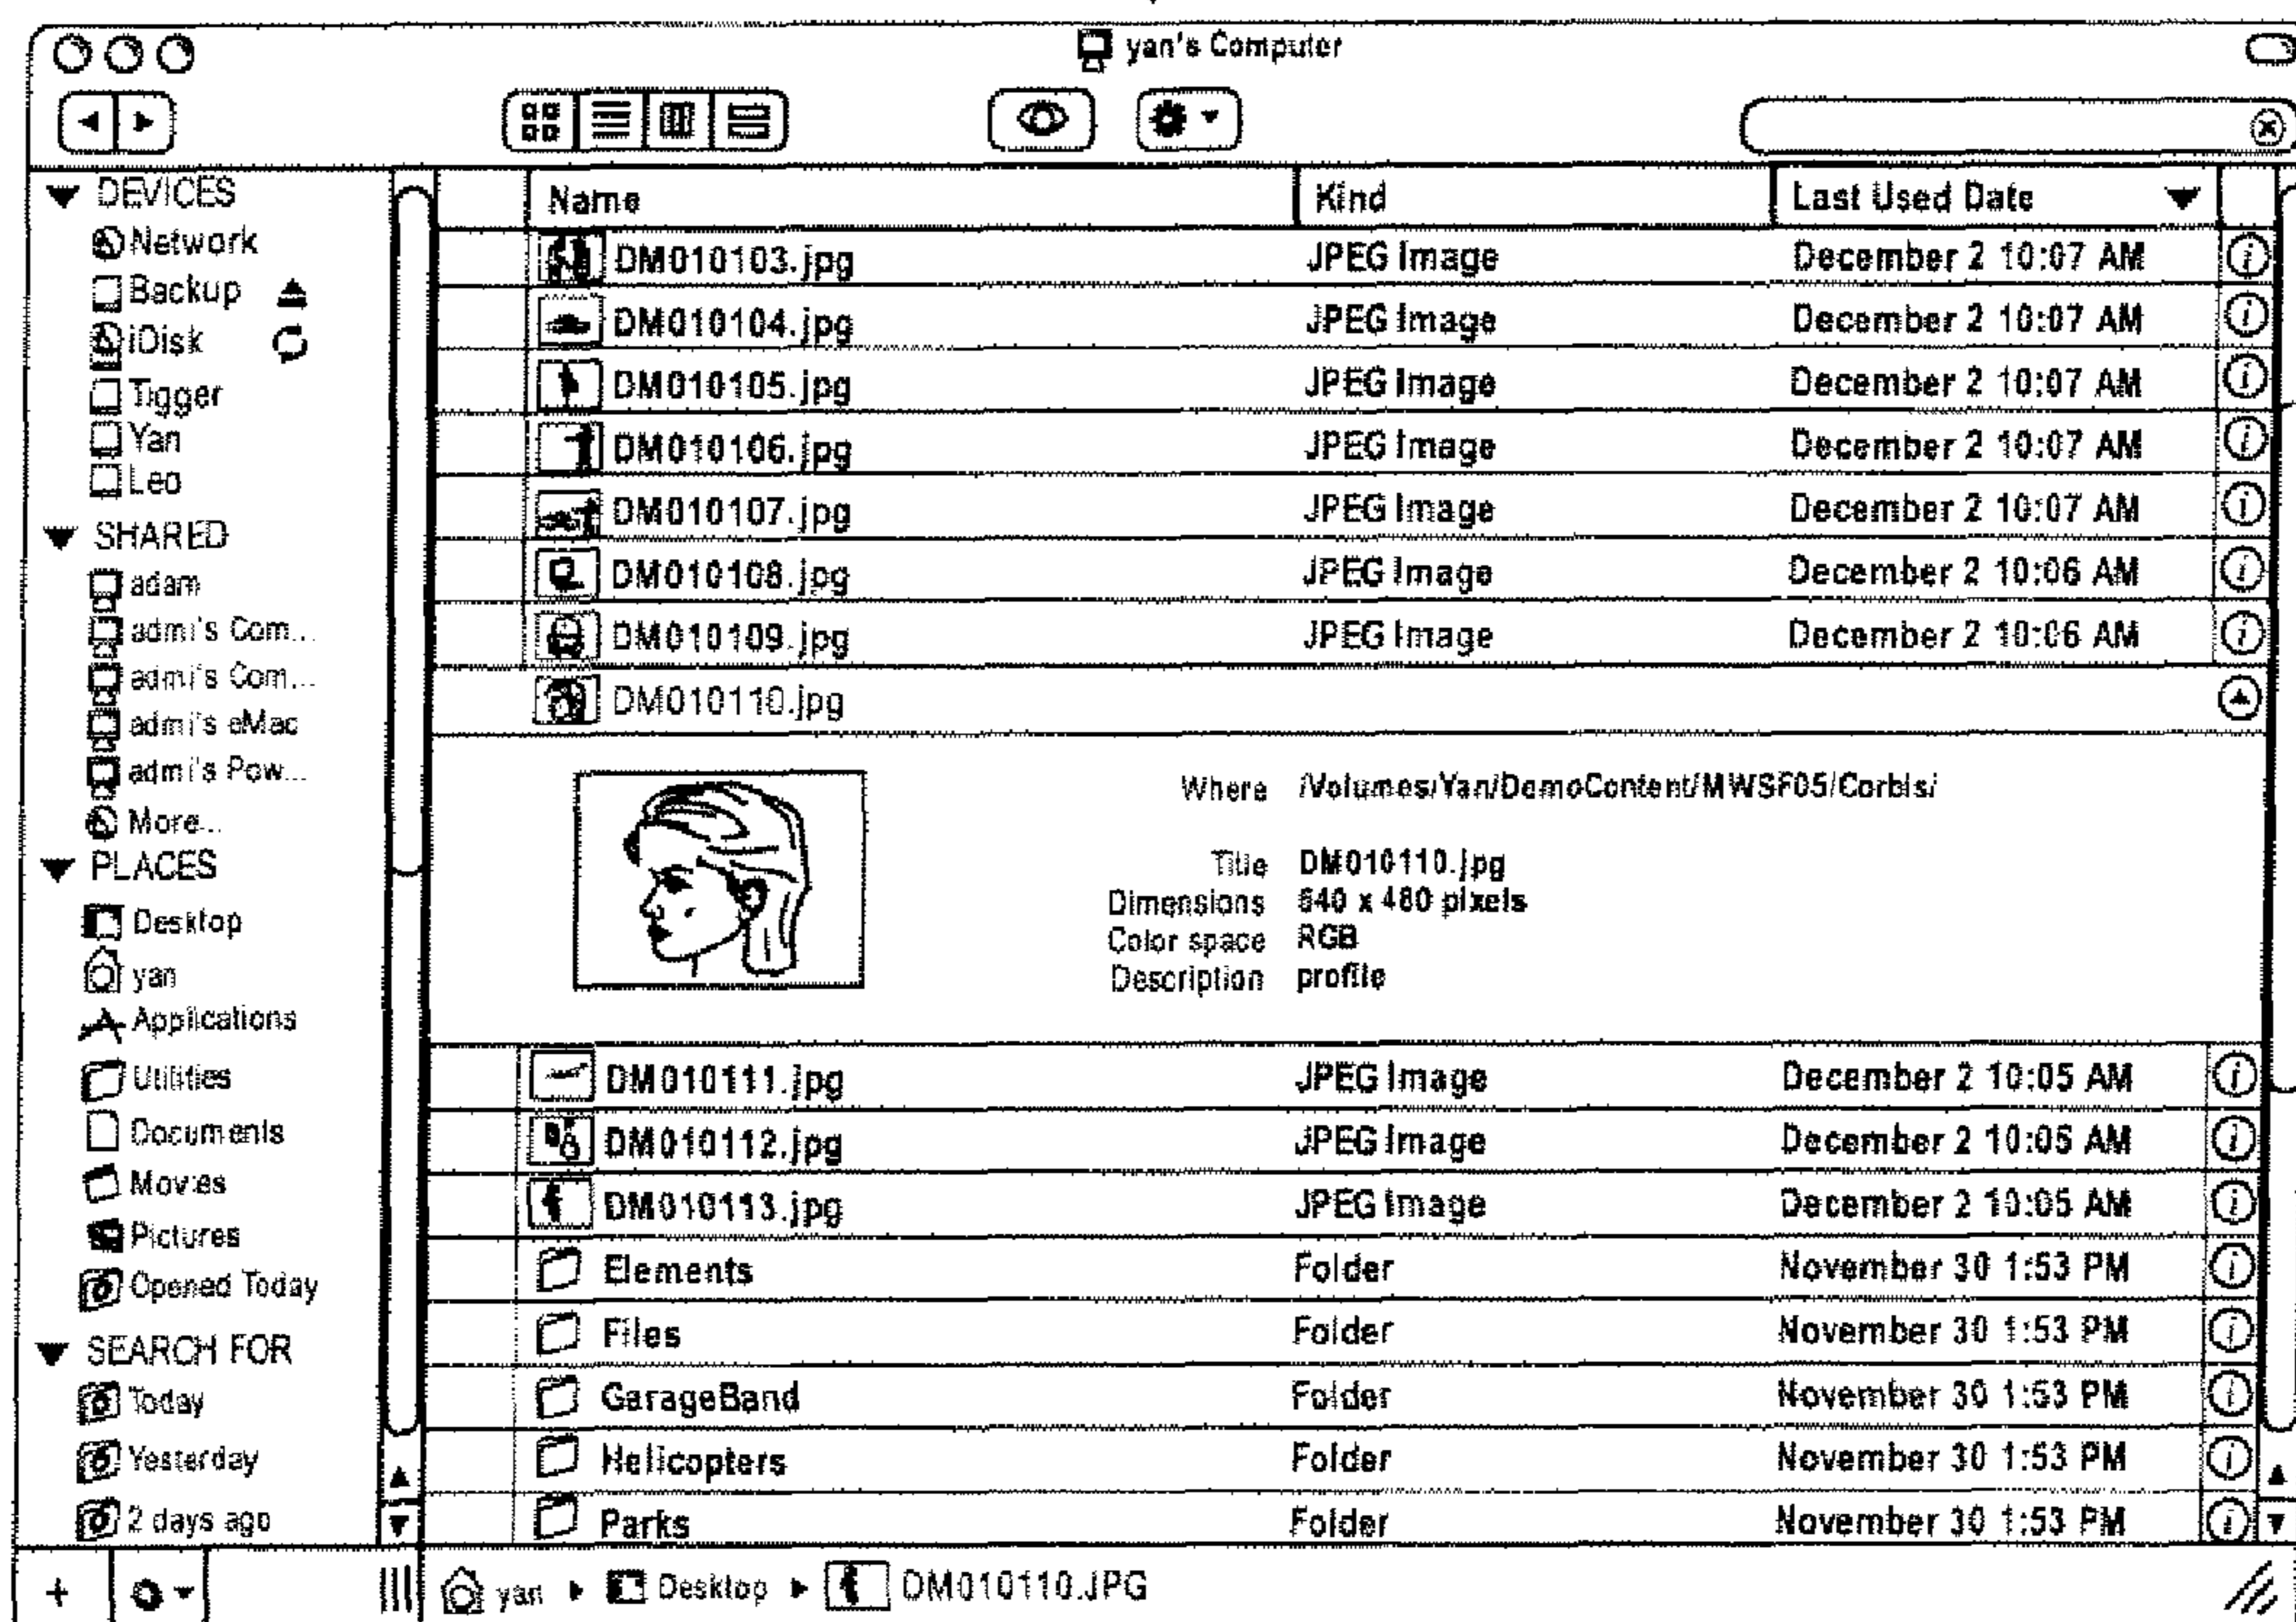 yan's Computer
DEVICES
Network
Backup
iDisk
Tigger
Yan
Leo
SHARED
adam
admi's Com...
admi's Com...
admi's eMac
admi's Pow...
More...
PLACES
Desktop
yan
Applications
Utilities
Documents
Movies
Pictures
Opened Today
SEARCH FOR
Today
Yesterday
2 days ago
Name Kind Last Used Date
DM010103.jpg JPEG Image December 2 10:07 AM
DM010104.jpg JPEG Image December 2 10:07 AM
DM010105.jpg JPEG Image December 2 10:07 AM
DM010106.jpg JPEG Image December 2 10:07 AM
DM010107.jpg JPEG Image December 2 10:07 AM
DM010108.jpg JPEG Image December 2 10:06 AM
DM010109.jpg JPEG Image December 2 10:06 AM
DM010110.jpg
Where /Volumes/Yan/DemoContent/MWSF05/Corbis/
Title DM010110.jpg
Dimensions 640 x 480 pixels
Color space RGB
Description profile
DM010111.jpg JPEG Image December 2 10:05 AM
DM010112.jpg JPEG Image December 2 10:05 AM
DM010113.jpg JPEG Image December 2 10:05 AM
Elements Folder November 30 1:53 PM
Files Folder November 30 1:53 PM
GarageBand Folder November 30 1:53 PM
Helicopters Folder November 30 1:53 PM
Parks Folder November 30 1:53 PM
yan Desktop DM010110.JPG